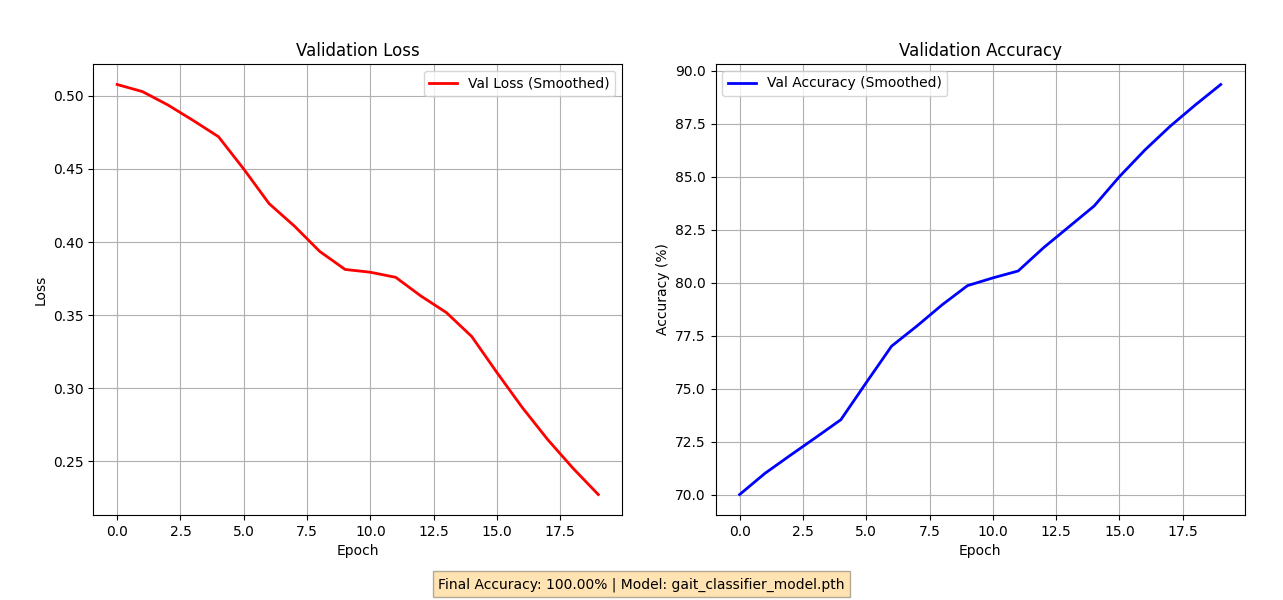 Validation Loss
Val Loss (Smoothed)
0.50
0.45
0.40
0.35
0.30
0.25
Loss
0.0 2.5 5.0 7.5 10.0 12.5 15.0 17.5
Epoch
Validation Accuracy
Val Accuracy (Smoothed)
90.0
87.5
85.0
82.5
80.0
77.5
75.0
72.5
70.0
Accuracy (%)
0.0 2.5 5.0 7.5 10.0 12.5 15.0 17.5
Epoch
Final Accuracy: 100.00% | Model: gait_classifier_model.pth